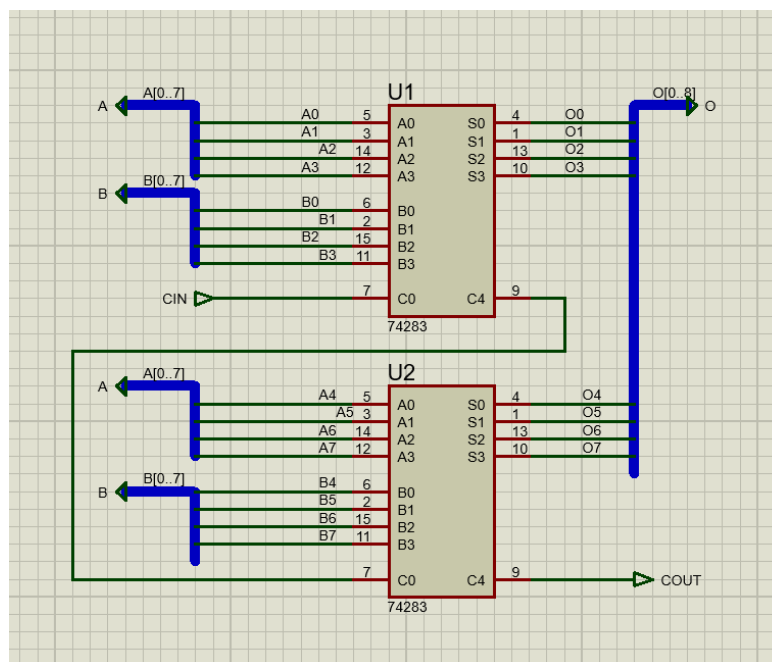 U1
A
A[0..7]
O[0..8]
O
A0 5 A0 S0 4 O0
A1 3 A1 S1 1 O1
A2 14 A2 S2 13 O2
A3 12 A3 S3 10 O3
B
B[0..7]
B0 6 B0
B1 2 B1
B2 15 B2
B3 11 B3
CIN 7 C0 C4 9
74283
U2
A
A[0..7]
A4 5 A0 S0 4 O4
A5 3 A1 S1 1 O5
A6 14 A2 S2 13 O6
A7 12 A3 S3 10 O7
B
B[0..7]
B4 6 B0
B5 2 B1
B6 15 B2
B7 11 B3
7 C0 C4 9 COUT
74283